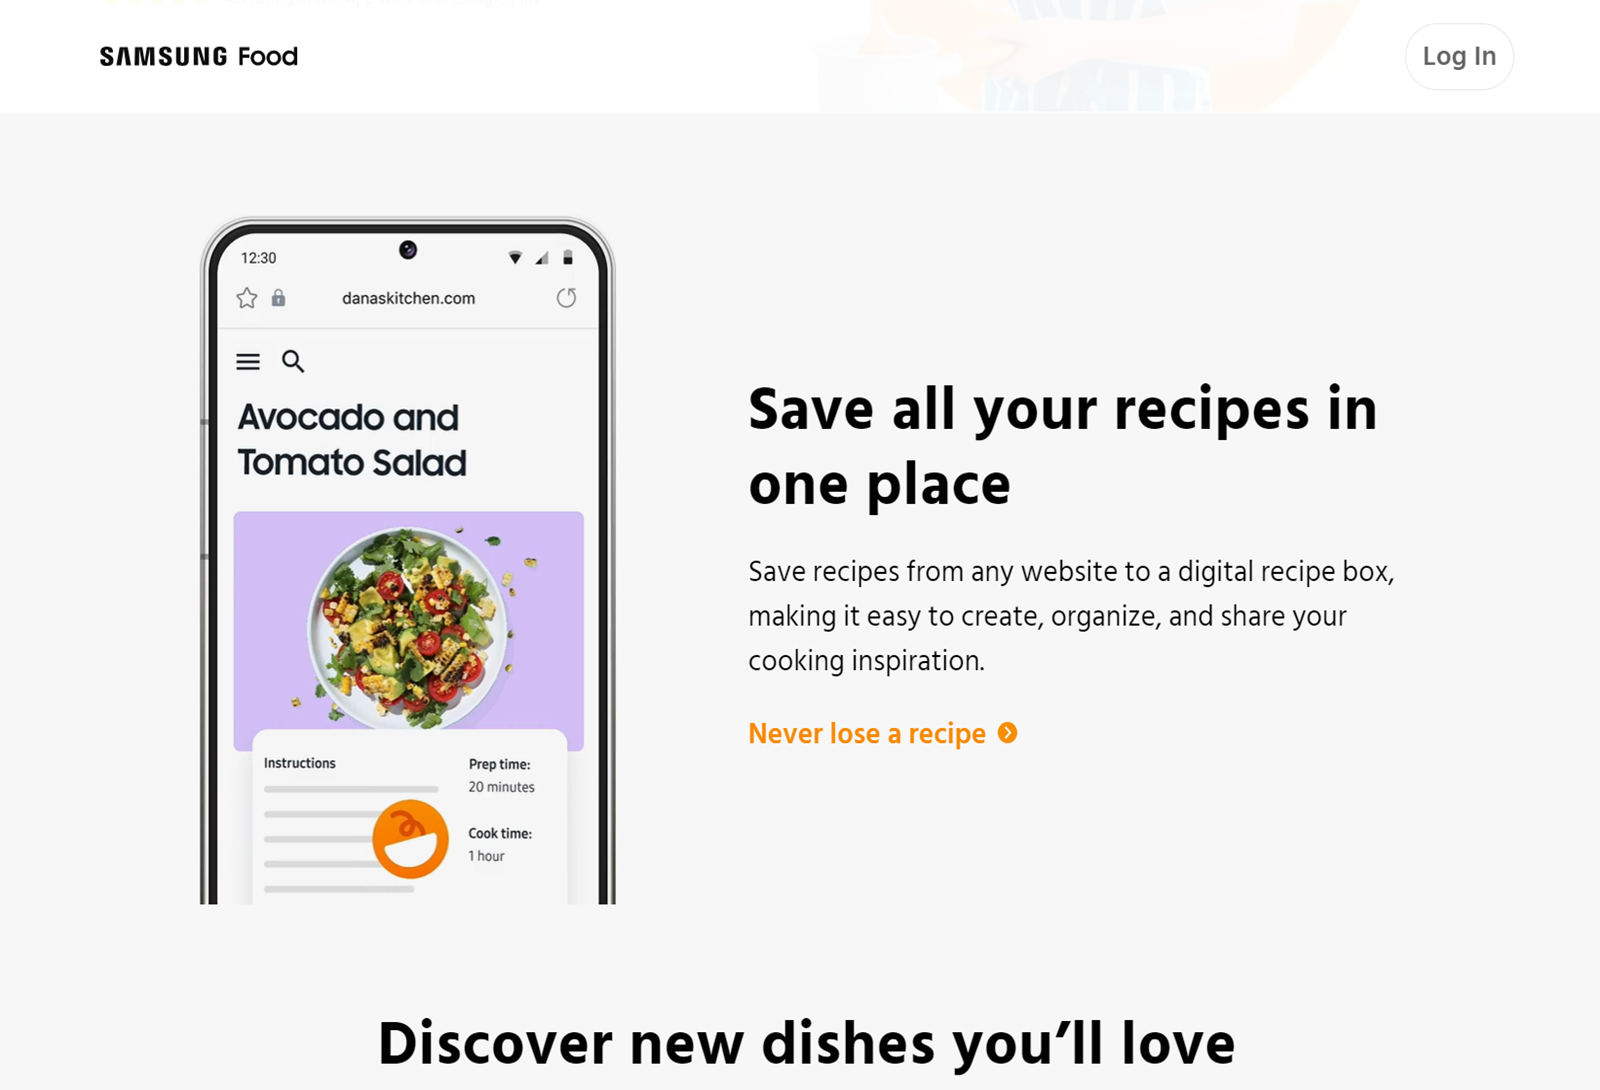 SAMSUNG Food
Log In
12:30
danaskitchen.com
Avocado and
Tomato Salad
Instructions
Prep time:
20 minutes
Cook time:
1 hour
Save all your recipes in
one place
Save recipes from any website to a digital recipe box,
making it easy to create, organize, and share your
cooking inspiration.
Never lose a recipe
Discover new dishes you’ll love